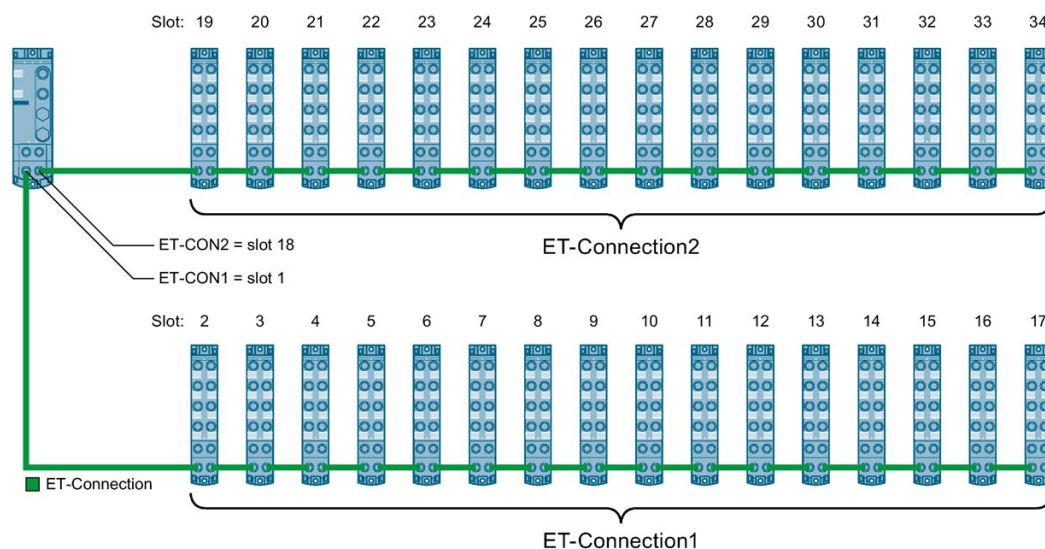 Slot: 19 20 21 22 23 24 25 26 27 28 29 30 31 32 33 34
ET-Connection2
ET-CON2 = slot 18
ET-CON1 = slot 1
Slot: 2 3 4 5 6 7 8 9 10 11 12 13 14 15 16 17
ET-Connection
ET-Connection1